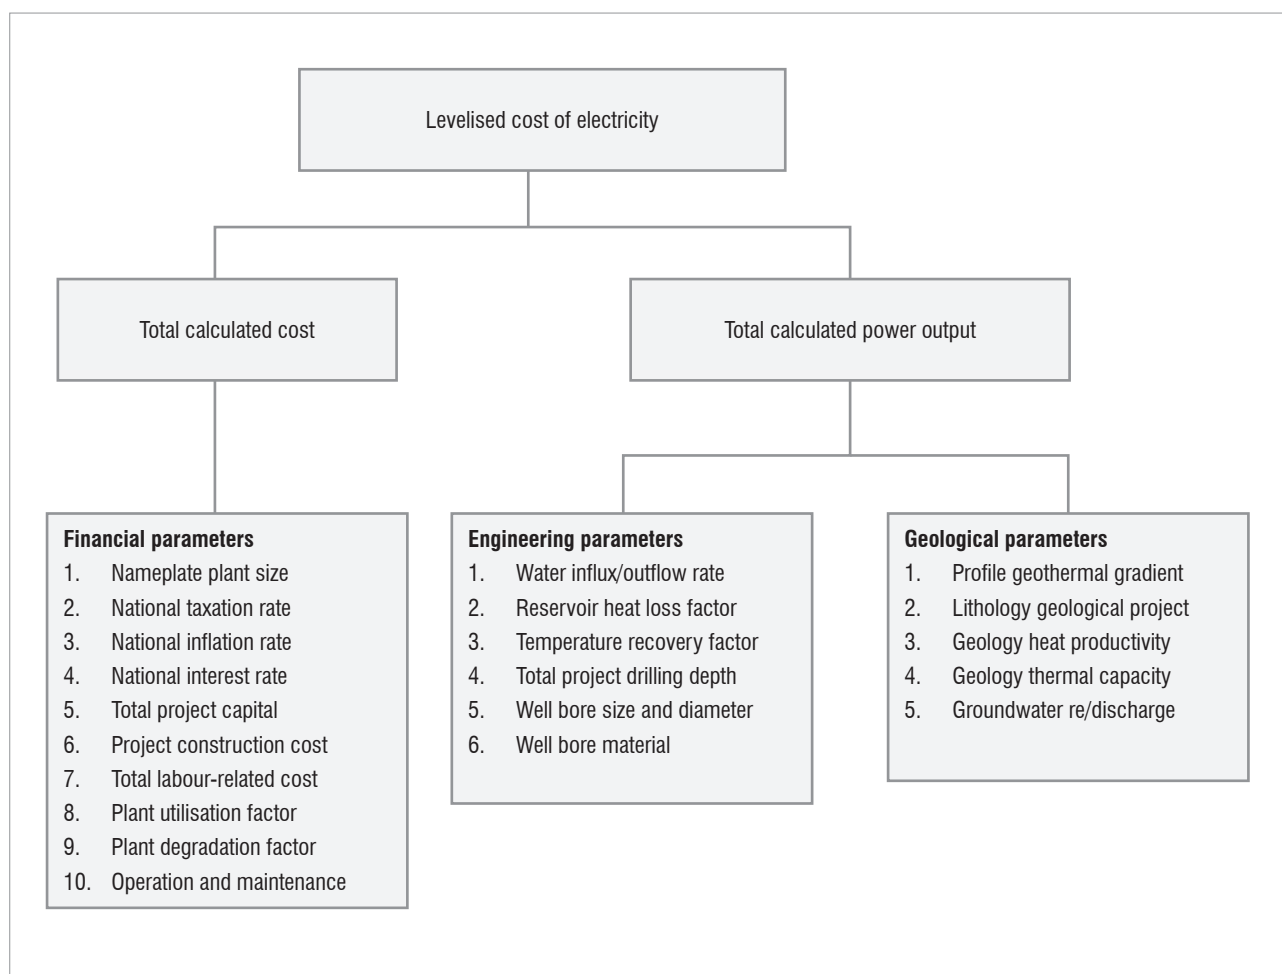 Levelised cost of electricity
Total calculated cost
Total calculated power output
Financial parameters
1. Nameplate plant size
2. National taxation rate
3. National inflation rate
4. National interest rate
5. Total project capital
6. Project construction cost
7. Total labour-related cost
8. Plant utilisation factor
9. Plant degradation factor
10. Operation and maintenance
Engineering parameters
1. Water influx/outflow rate
2. Reservoir heat loss factor
3. Temperature recovery factor
4. Total project drilling depth
5. Well bore size and diameter
6. Well bore material
Geological parameters
1. Profile geothermal gradient
2. Lithology geological project
3. Geology heat productivity
4. Geology thermal capacity
5. Groundwater re/discharge